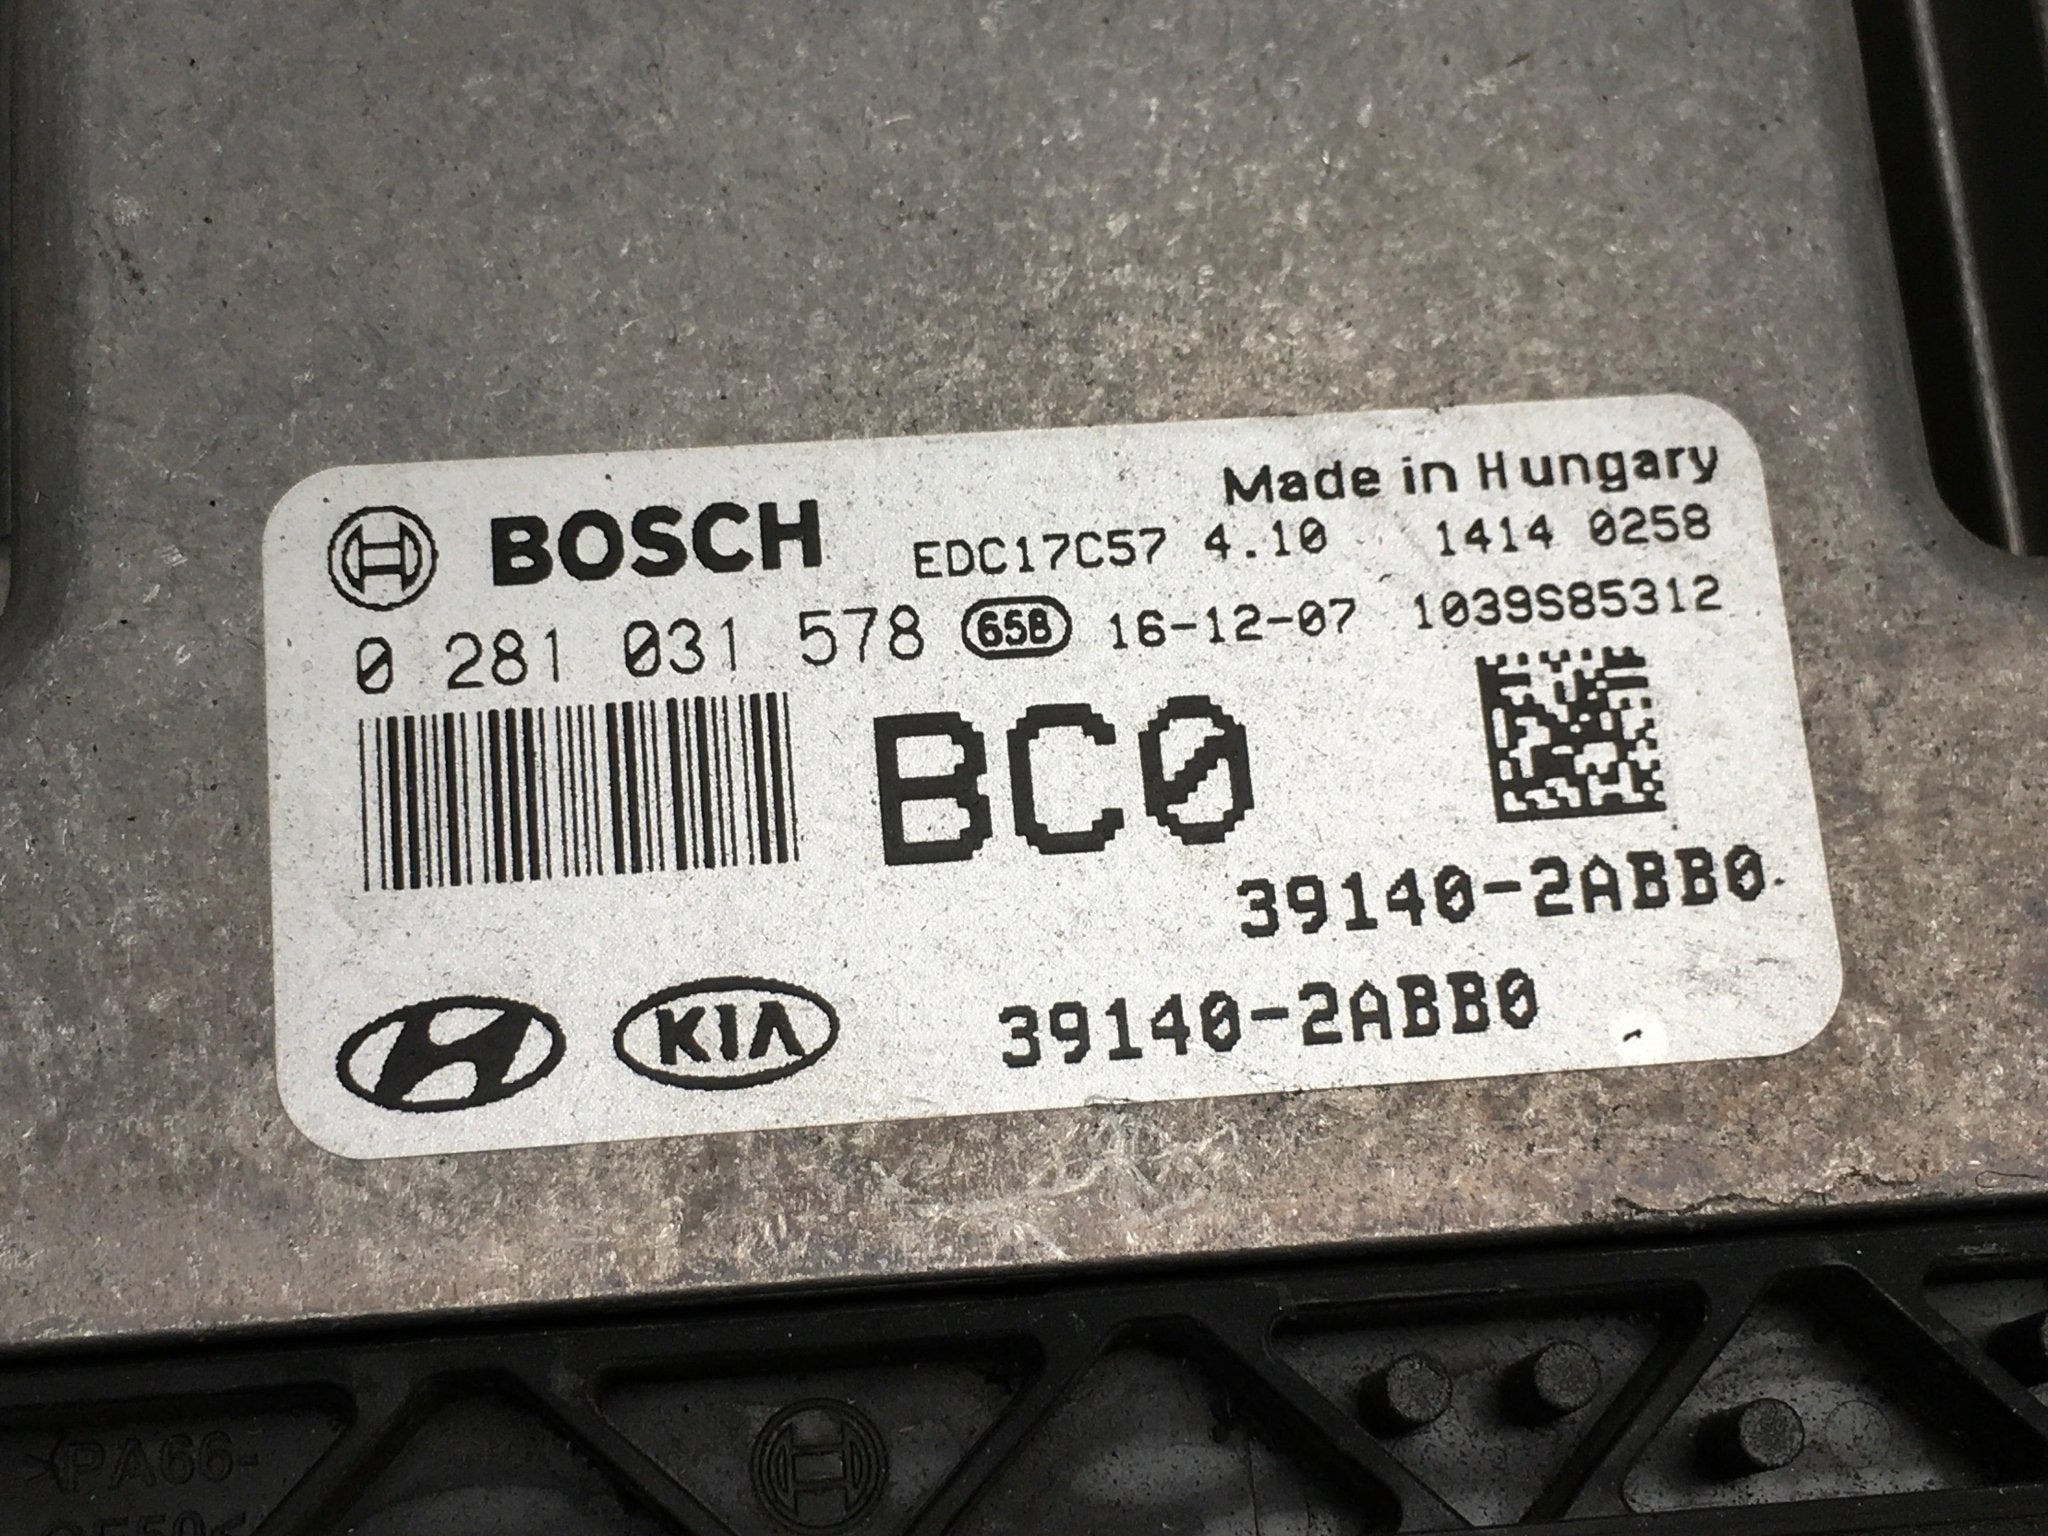 Made in Hungary
BOSCH EDC17C57 4.10 1414 0258
0 281 031 578 65B 16-12-07 1039S85312
BC0
39140-2ABB0
KIA 39140-2ABB0
>PA66-